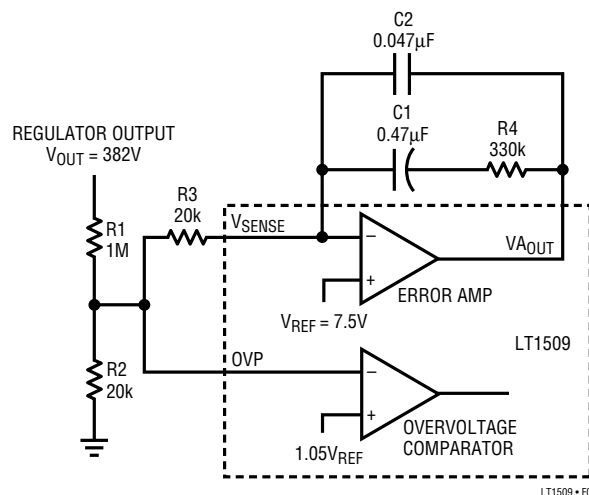 C2
0.047µF
C1
0.47µF
R4
330k
REGULATOR OUTPUT
V_OUT = 382V
R1
1M
R3
20k
V_SENSE
−
+
VA_OUT
ERROR AMP
V_REF = 7.5V
LT1509
R2
20k
OVP
−
+
OVERVOLTAGE
COMPARATOR
1.05V_REF